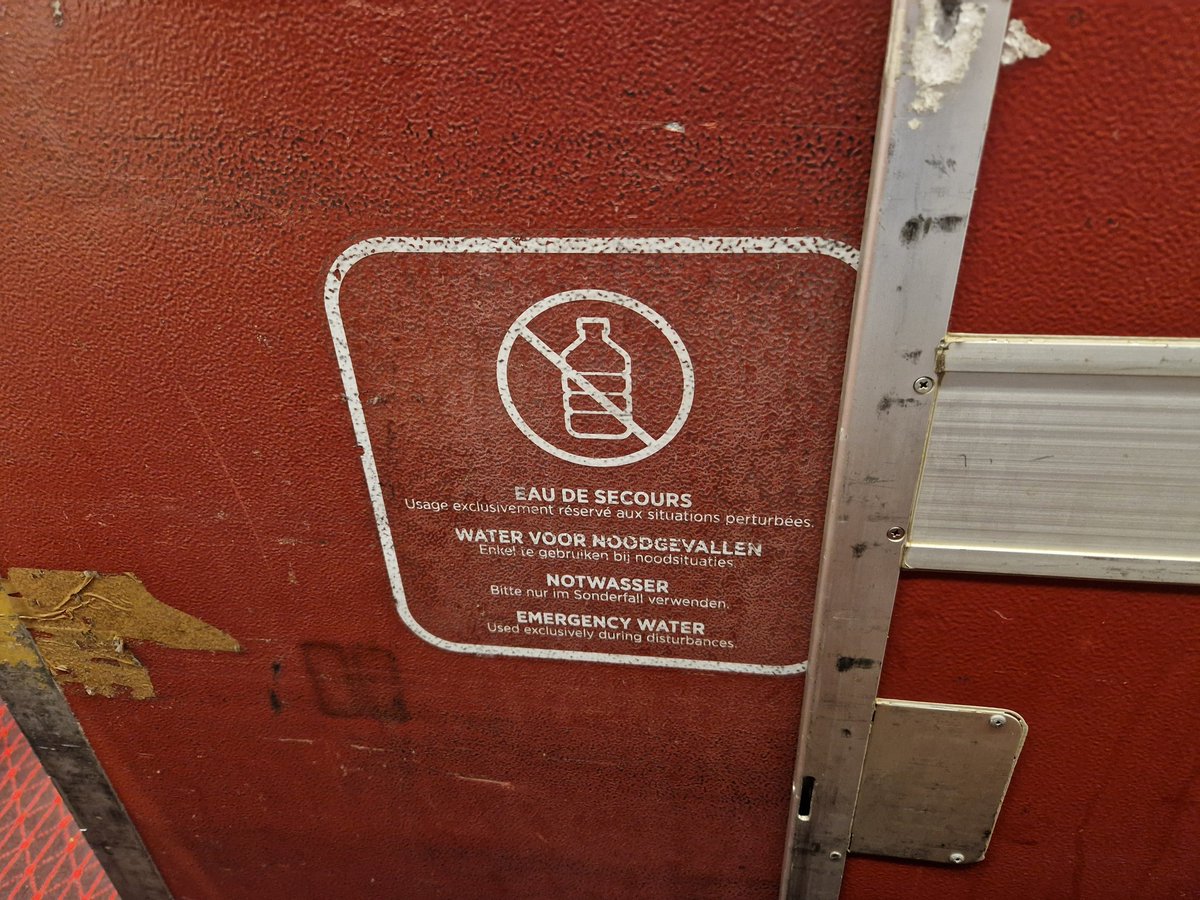 EAU DE SECOURS
Usage exclusivement réservé aux situations perturbées.
WATER VOOR NOODGEVALLEN
Enkel te gebruiken bij noodsituaties.
NOTWASSER
Bitte nur im Sonderfall verwenden.
EMERGENCY WATER
Used exclusively during disturbances.